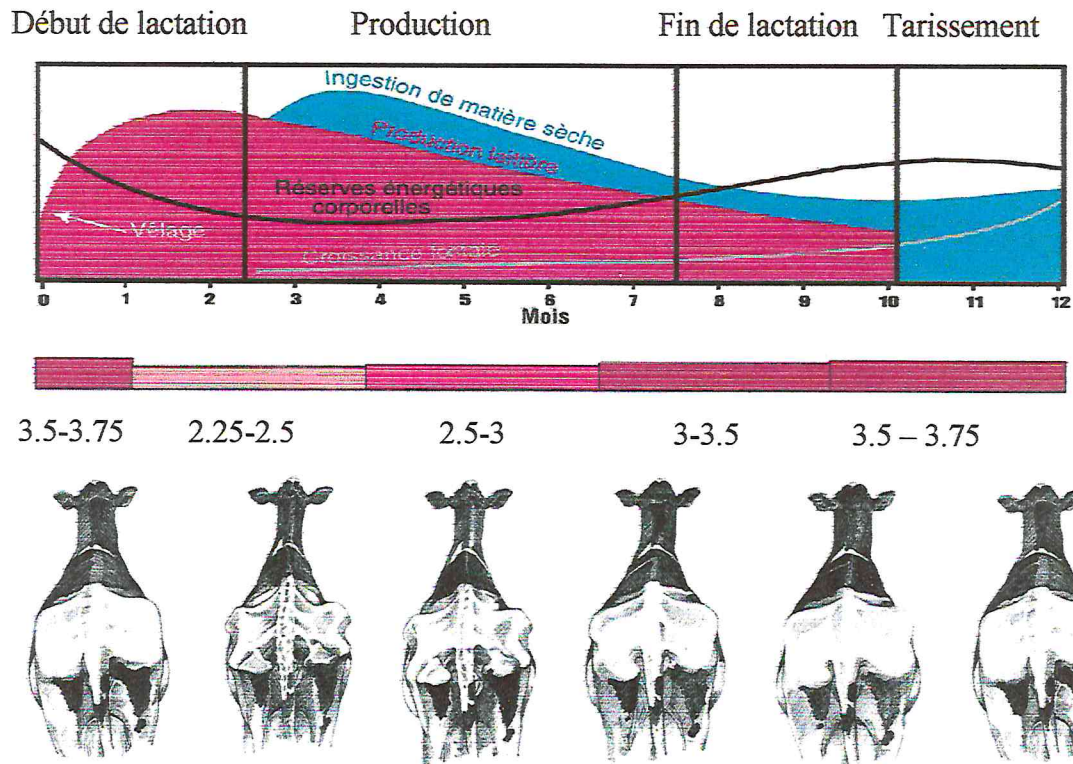 Début de lactation Production Fin de lactation Tarissement
Ingestion de matière sèche
Production laitière
Réserves énergétiques
corporelles
Vêlage
Croissance foetale
0 1 2 3 4 5 6 7 8 9 10 11 12
Mois
3.5-3.75 2.25-2.5 2.5-3 3-3.5 3.5 – 3.75